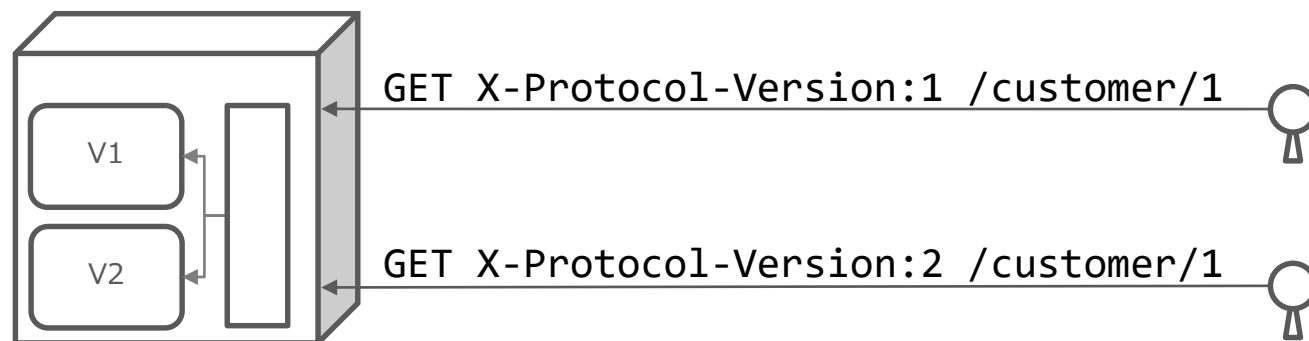 GET X-Protocol-Version:1 /customer/1
V1
GET X-Protocol-Version:2 /customer/1
V2